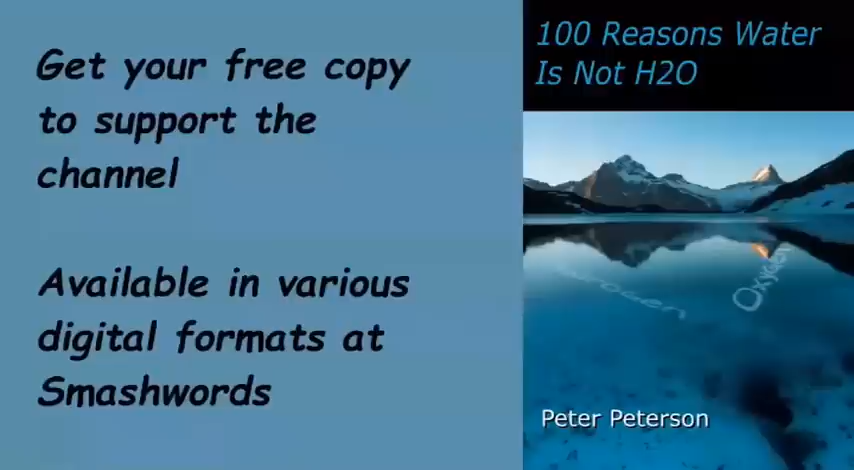 Get your free copy
to support the
channel
Available in various
digital formats at
Smashwords
100 Reasons Water
Is Not H2O
Oxygen
Peter Peterson